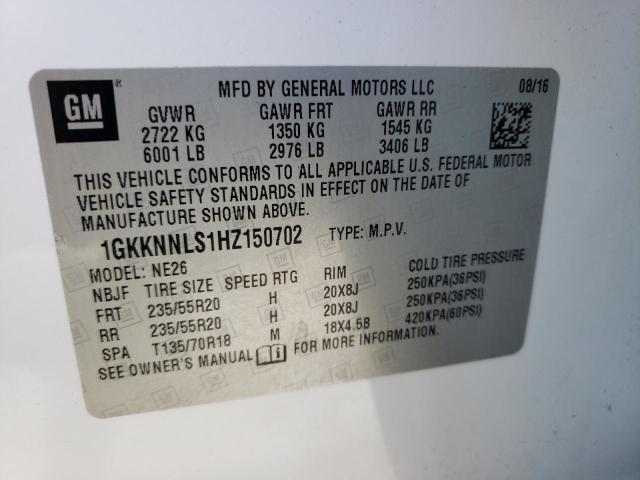 GM
MFD BY GENERAL MOTORS LLC 08/16
GVWR GAWR FRT GAWR RR
2722 KG 1350 KG 1545 KG
6001 LB 2976 LB 3406 LB
THIS VEHICLE CONFORMS TO ALL APPLICABLE U.S. FEDERAL MOTOR
VEHICLE SAFETY STANDARDS IN EFFECT ON THE DATE OF
MANUFACTURE SHOWN ABOVE.
1GKKNNLS1HZ150702 TYPE: M.P.V.
MODEL: NE26
NBJF TIRE SIZE SPEED RTG RIM COLD TIRE PRESSURE
FRT 235/55R20 H 20X8J 250KPA(36PSI)
RR 235/55R20 H 20X8J 250KPA(36PSI)
SPA T135/70R18 M 18X4.5B 420KPA(60PSI)
SEE OWNER'S MANUAL FOR MORE INFORMATION.